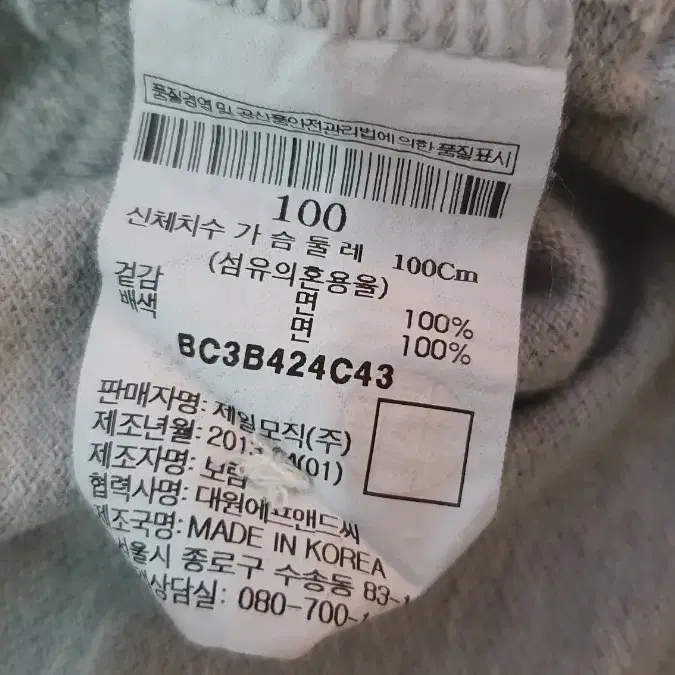 품질경영 및 공산품안전관리법에 의한 품질표시
100
신체치수 가 슴 둘 레 100Cm
(섬유의혼용율)
겉감 면 100%
배색 면 100%
BC3B424C43
판매자명: 제일모직(주)
제조년월: (01)
제조자명: 보텀
협력사명: 대원에프앤드씨
제조국명: MADE IN KOREA
서울시 종로구 수송동 83-1
상담실: 080-700-1